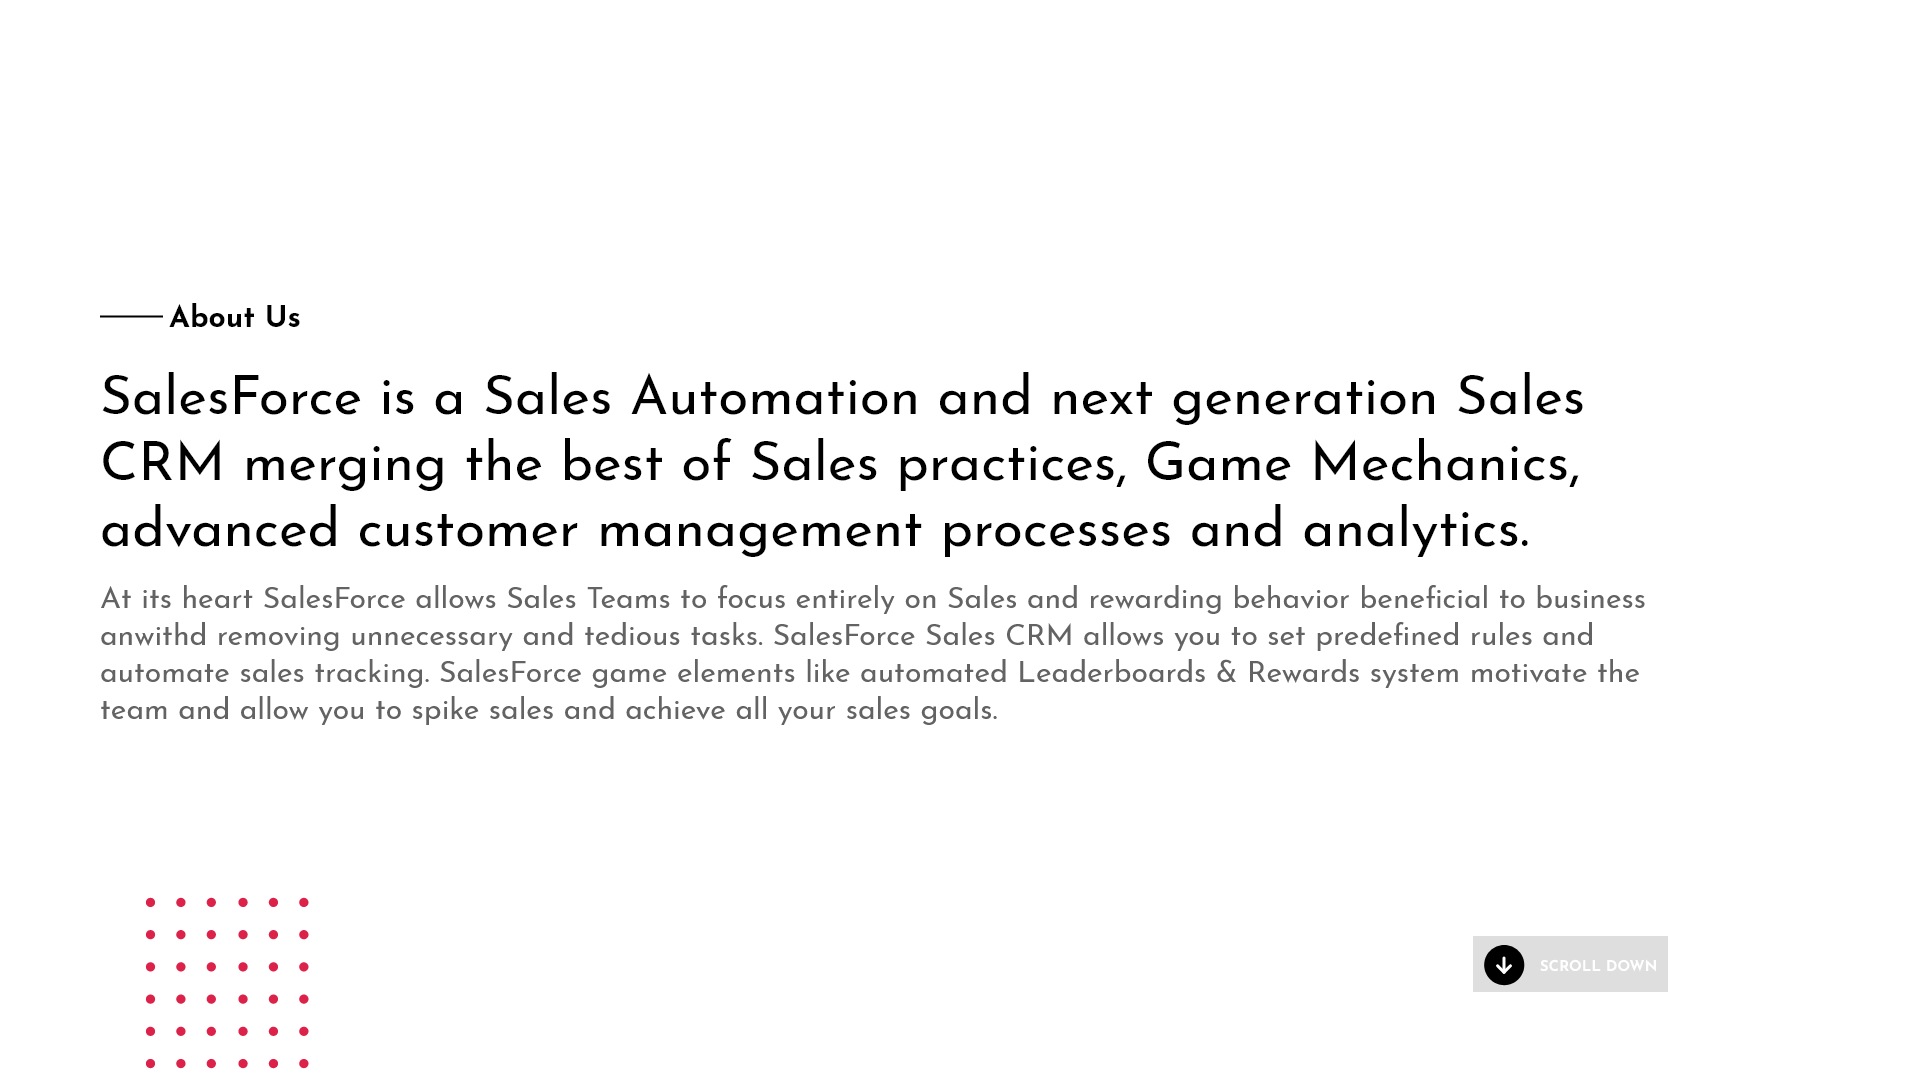 About Us
SalesForce is a Sales Automation and next generation Sales
CRM merging the best of Sales practices, Game Mechanics,
advanced customer management processes and analytics.
At its heart SalesForce allows Sales Teams to focus entirely on Sales and rewarding behavior beneficial to business
anwithd removing unnecessary and tedious tasks. SalesForce Sales CRM allows you to set predefined rules and
automate sales tracking. SalesForce game elements like automated Leaderboards & Rewards system motivate the
team and allow you to spike sales and achieve all your sales goals.
SCROLL DOWN